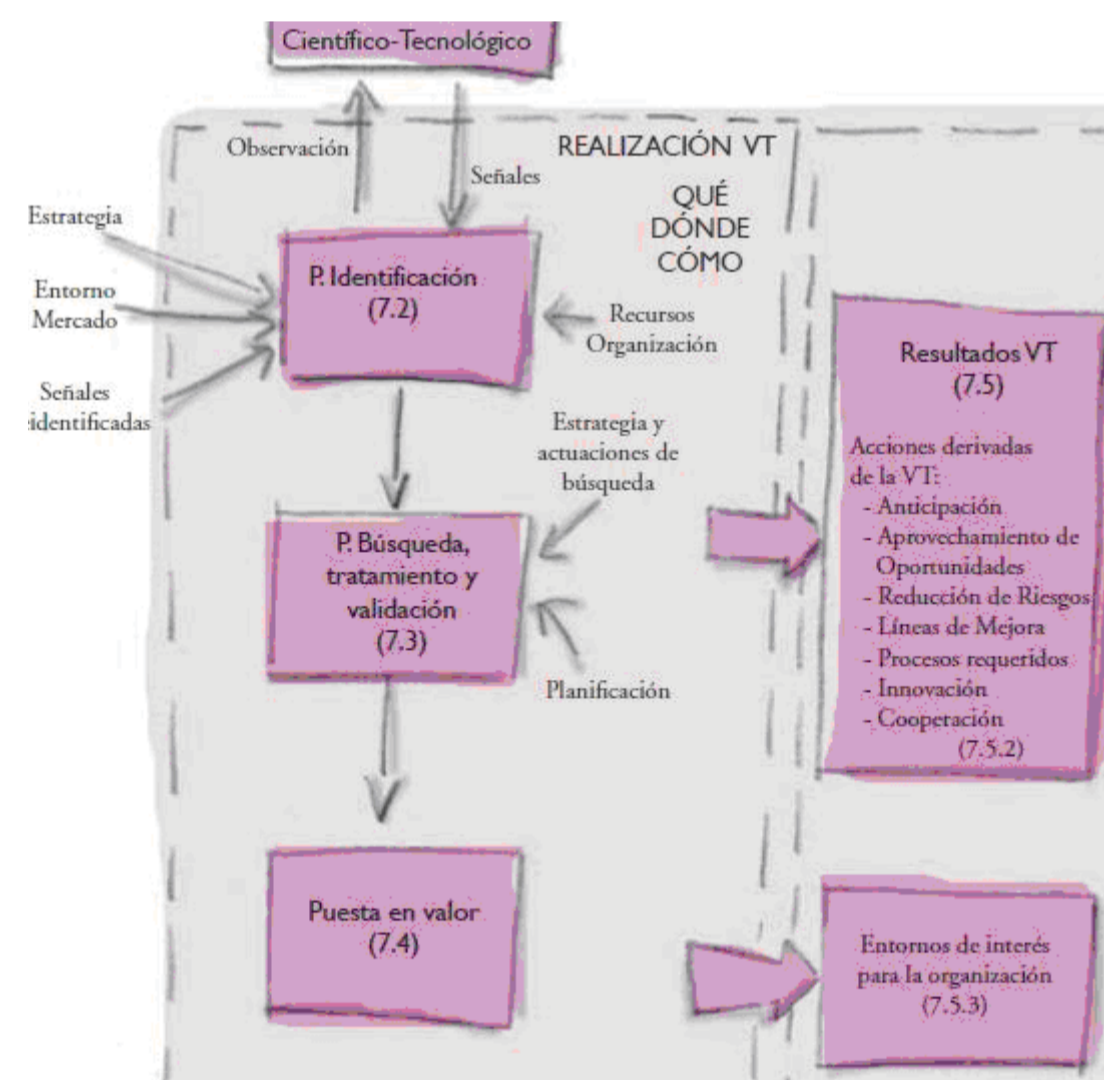 Científico-Tecnológico
Observación
Señales
REALIZACIÓN VT
QUÉ
DÓNDE
CÓMO
Estrategia
Entorno
Mercado
Señales
identificadas
P. Identificación
(7.2)
Recursos
Organización
Estrategia y
actuaciones de
búsqueda
P. Búsqueda,
tratamiento y
validación
(7.3)
Planificación
Puesta en valor
(7.4)
Resultados VT
(7.5)
Acciones derivadas
de la VT:
- Anticipación
- Aprovechamiento de
Oportunidades
- Reducción de Riesgos
- Líneas de Mejora
- Procesos requeridos
- Innovación
- Cooperación
(7.5.2)
Entornos de interés
para la organización
(7.5.3)